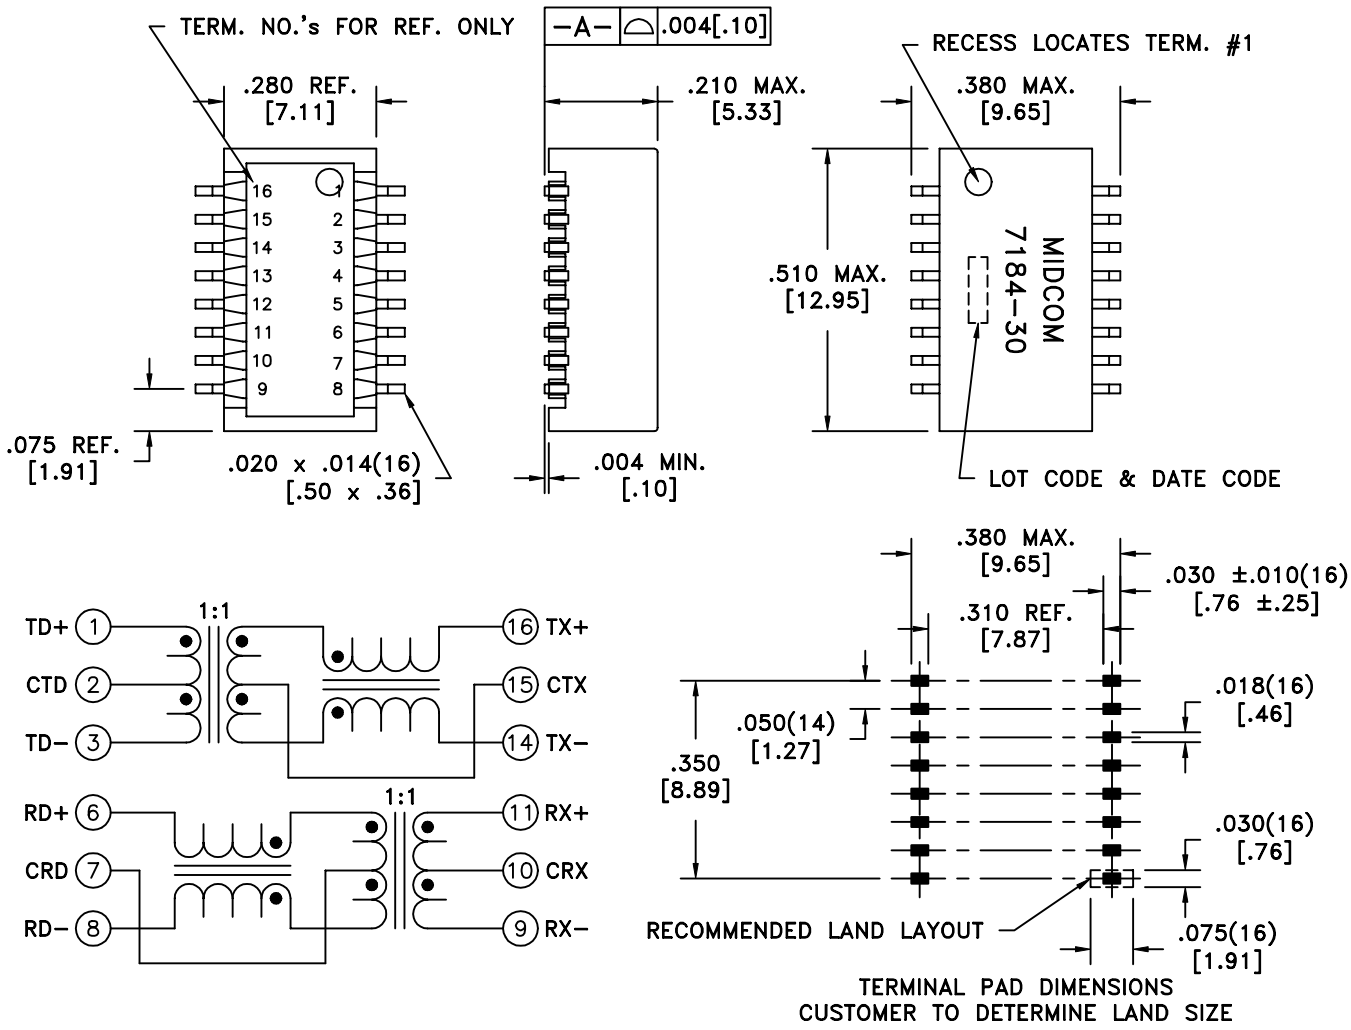 TERM. NO.'s FOR REF. ONLY
-A- .004[.10]
RECESS LOCATES TERM. #1
.280 REF.
[7.11]
.210 MAX.
[5.33]
.380 MAX.
[9.65]
16 1
15 2
14 3
13 4
12 5
11 6
10 7
9 8
.510 MAX.
[12.95]
MIDCOM
7184-30
.075 REF.
[1.91]
.020 x .014(16)
[.50 x .36]
.004 MIN.
[.10]
LOT CODE & DATE CODE
1:1
TD+ 1
CTD 2
TD- 3
16 TX+
15 CTX
14 TX-
1:1
RD+ 6
CRD 7
RD- 8
11 RX+
10 CRX
9 RX-
.380 MAX.
[9.65]
.030 ±.010(16)
[.76 ±.25]
.310 REF.
[7.87]
.050(14)
[1.27]
.018(16)
[.46]
.350
[8.89]
.030(16)
[.76]
RECOMMENDED LAND LAYOUT
.075(16)
[1.91]
TERMINAL PAD DIMENSIONS
CUSTOMER TO DETERMINE LAND SIZE